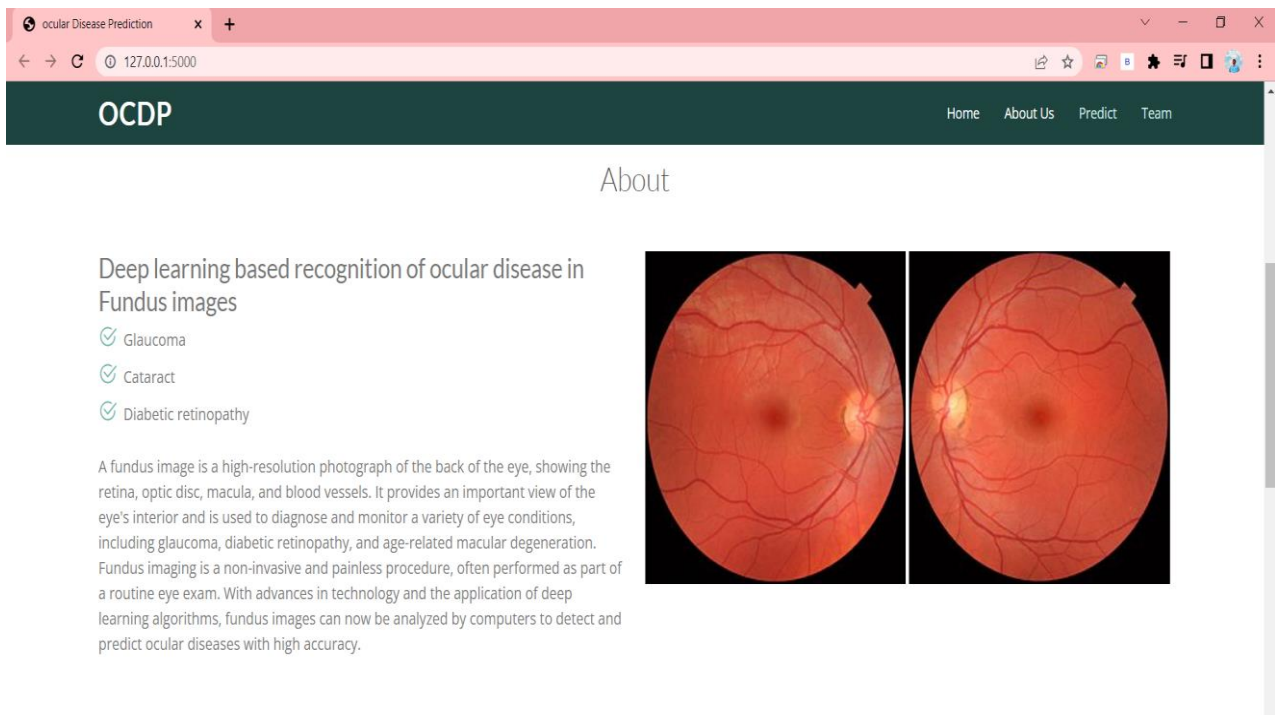 ocular Disease Prediction
127.0.0.1:5000
B
OCDP
Home About Us Predict Team
About
Deep learning based recognition of ocular disease in
Fundus images
Glaucoma
Cataract
Diabetic retinopathy
A fundus image is a high-resolution photograph of the back of the eye, showing the
retina, optic disc, macula, and blood vessels. It provides an important view of the
eye's interior and is used to diagnose and monitor a variety of eye conditions,
including glaucoma, diabetic retinopathy, and age-related macular degeneration.
Fundus imaging is a non-invasive and painless procedure, often performed as part of
a routine eye exam. With advances in technology and the application of deep
learning algorithms, fundus images can now be analyzed by computers to detect and
predict ocular diseases with high accuracy.